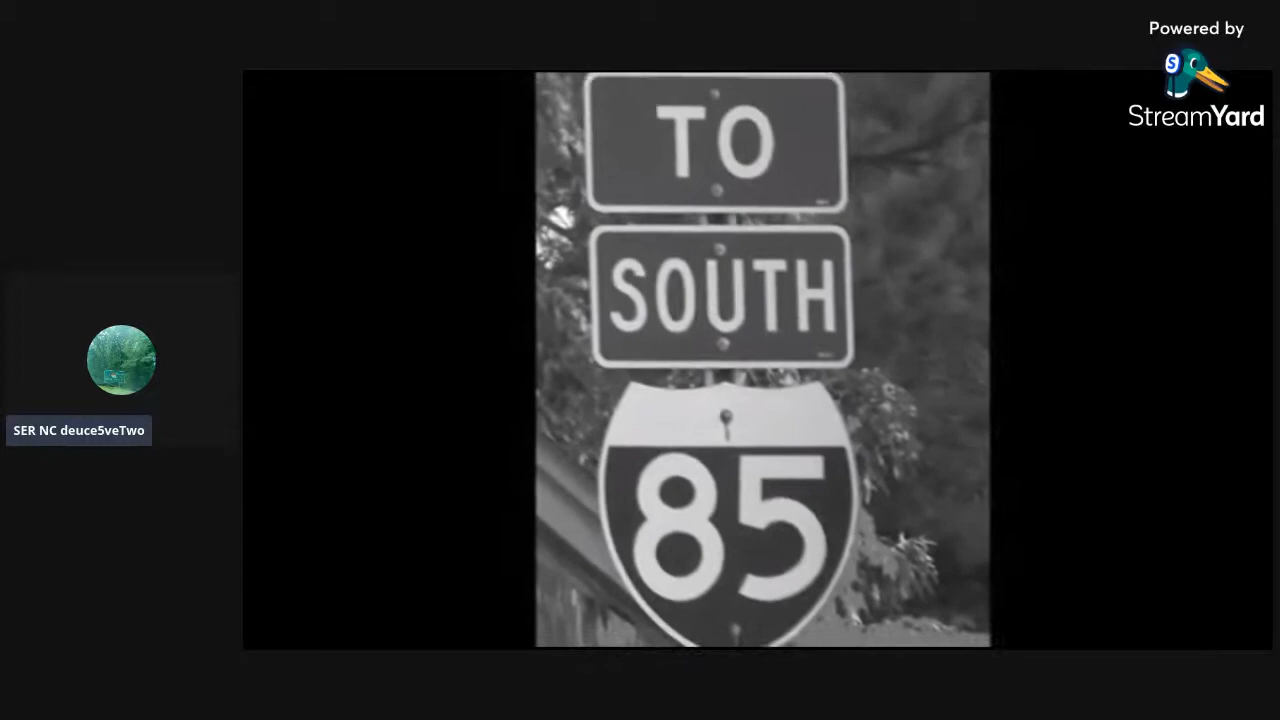 Powered by
StreamYard
TO
SOUTH
85
SER NC deuce5veTwo